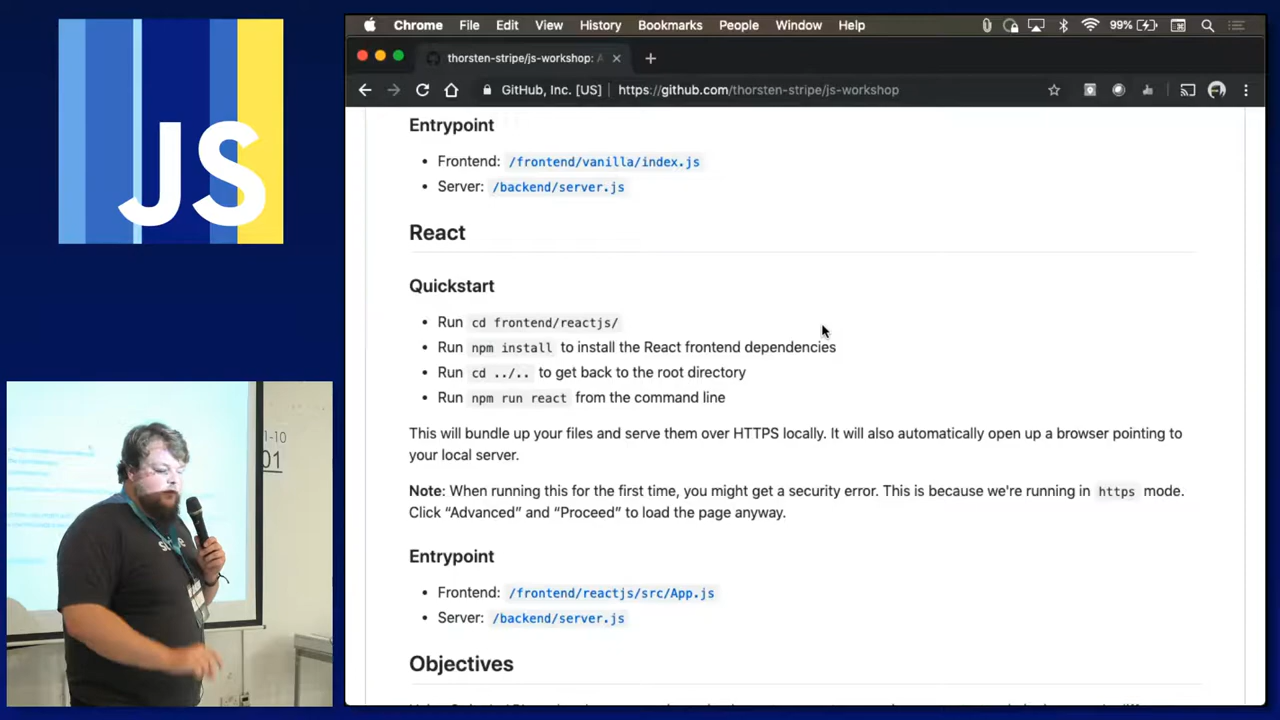 JS
Chrome File Edit View History Bookmarks People Window Help 99%
thorsten-stripe/js-workshop: A
GitHub, Inc. [US] https://github.com/thorsten-stripe/js-workshop
Entrypoint
• Frontend: /frontend/vanilla/index.js
• Server: /backend/server.js
React
Quickstart
• Run cd frontend/reactjs/
• Run npm install to install the React frontend dependencies
• Run cd ../.. to get back to the root directory
• Run npm run react from the command line
This will bundle up your files and serve them over HTTPS locally. It will also automatically open up a browser pointing to
your local server.
Note: When running this for the first time, you might get a security error. This is because we're running in https mode.
Click “Advanced” and “Proceed” to load the page anyway.
Entrypoint
• Frontend: /frontend/reactjs/src/App.js
• Server: /backend/server.js
Objectives
1-10
01